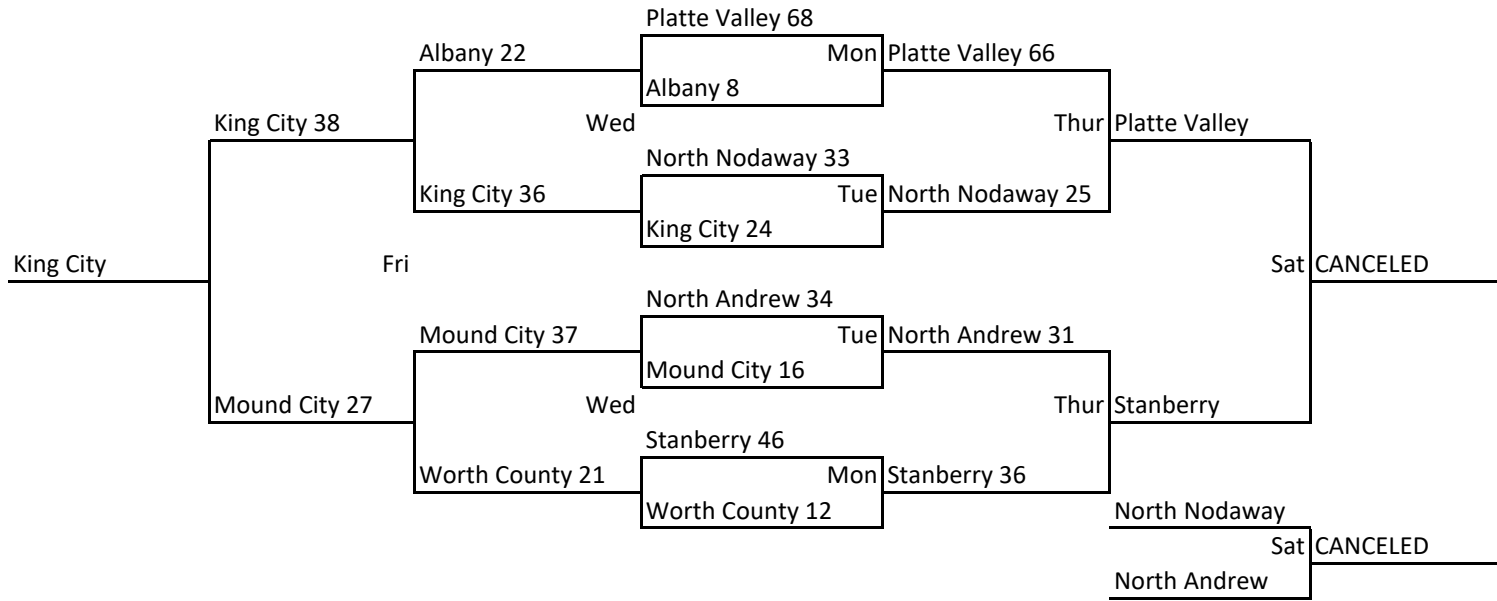 Platte Valley 68
Albany 22
Mon
Platte Valley 66
Albany 8
King City 38
Wed
Thur
Platte Valley
North Nodaway 33
King City 36
Tue
North Nodaway 25
King City 24
King City
Fri
Sat
CANCELED
North Andrew 34
Mound City 37
Tue
North Andrew 31
Mound City 16
Mound City 27
Wed
Thur
Stanberry
Stanberry 46
Worth County 21
Mon
Stanberry 36
Worth County 12
North Nodaway
Sat
CANCELED
North Andrew